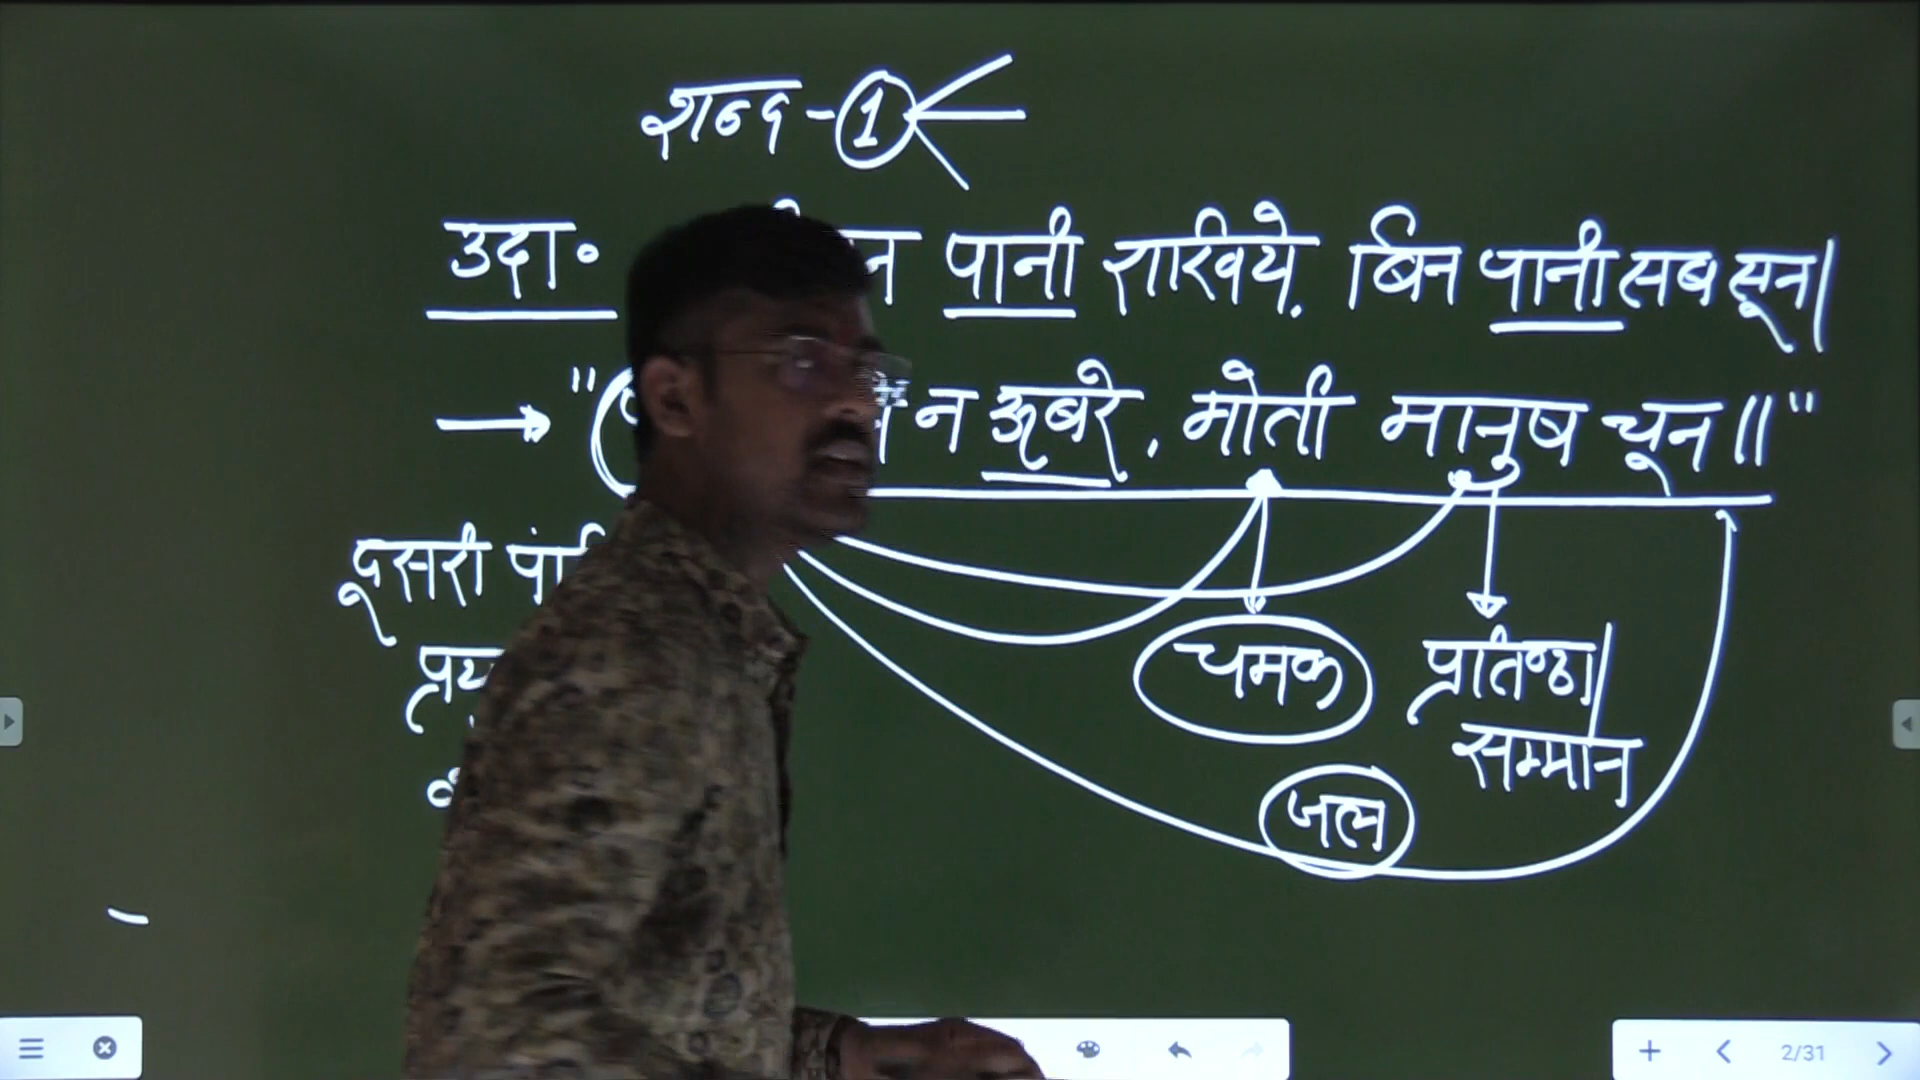 शब्द - 1
उदा॰ पानी राखिये, बिन पानी सब सून|
→ " न ऊबरे, मोती मानुष चून||"
दूसरी
चमक
प्रतिष्ठा|
सम्मान
जल
2/31